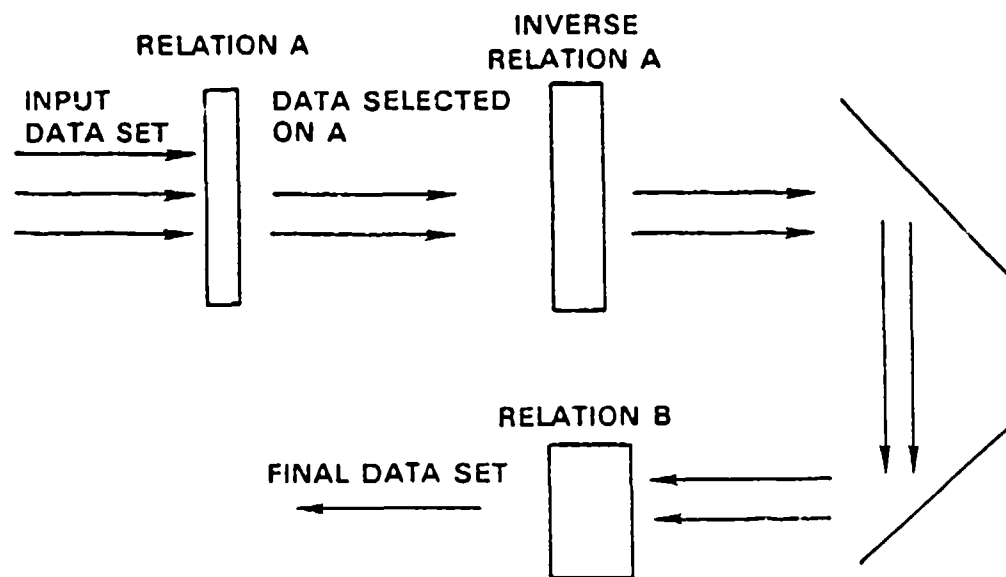 RELATION A
INVERSE
RELATION A
INPUT
DATA SET
DATA SELECTED
ON A
RELATION B
FINAL DATA SET